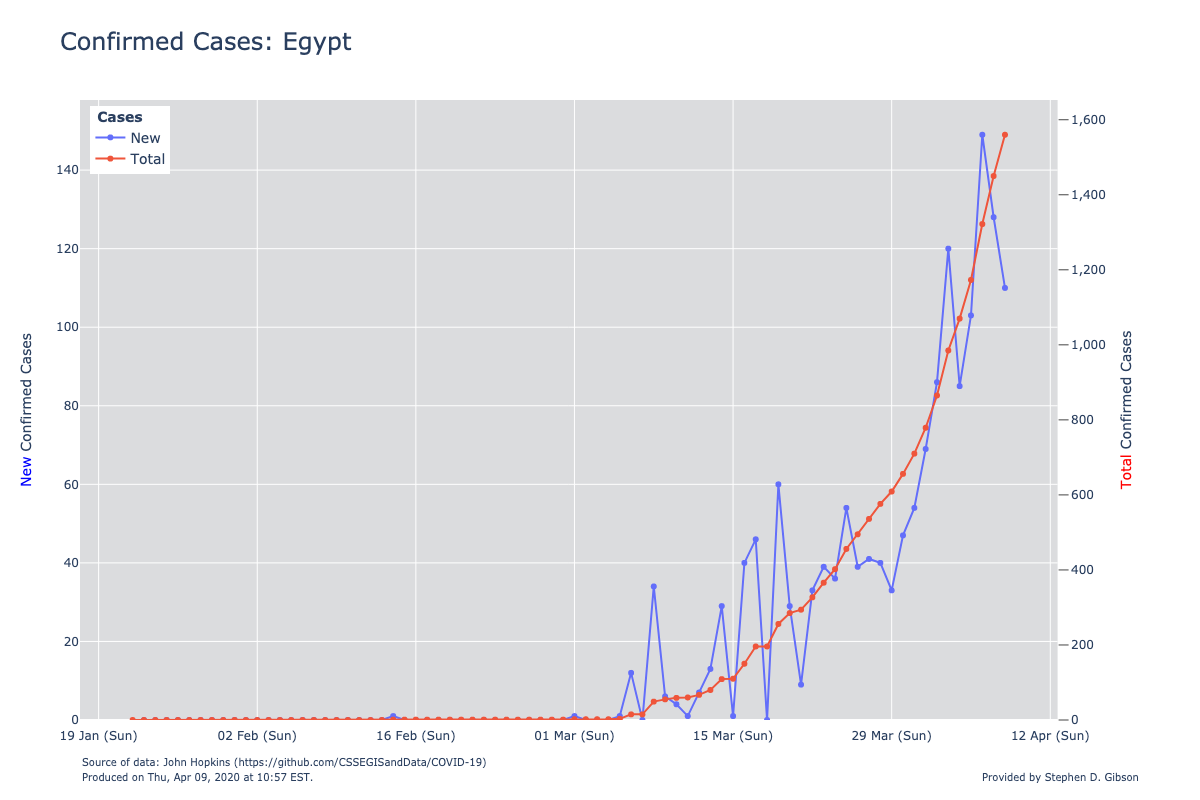 Confirmed Cases: Egypt
Cases
New
Total
140
120
100
80
60
40
20
0
1,600
1,400
1,200
1,000
800
600
400
200
0
New Confirmed Cases
Total Confirmed Cases
19 Jan (Sun) 02 Feb (Sun) 16 Feb (Sun) 01 Mar (Sun) 15 Mar (Sun) 29 Mar (Sun) 12 Apr (Sun)
Source of data: John Hopkins (https://github.com/CSSEGISandData/COVID-19)
Produced on Thu, Apr 09, 2020 at 10:57 EST.
Provided by Stephen D. Gibson